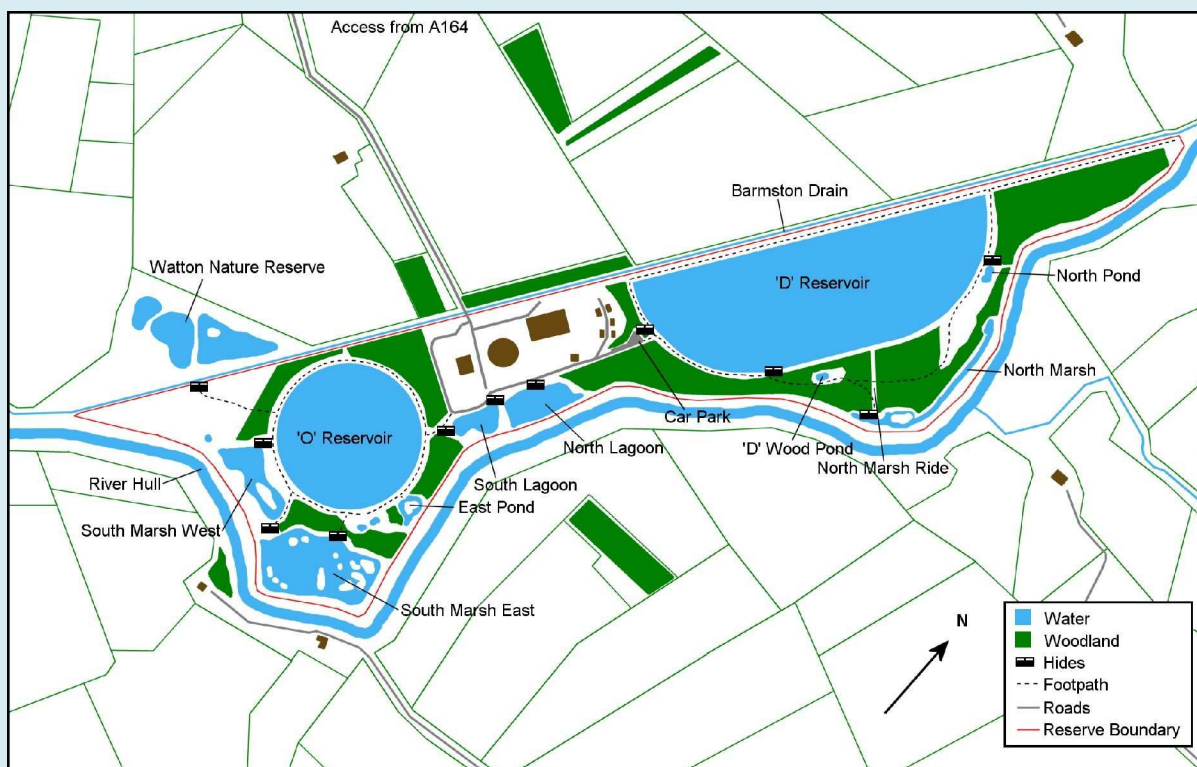 Access from A164
Barmston Drain
Watton Nature Reserve
'D' Reservoir
North Pond
North Marsh
Car Park
'O' Reservoir
'D' Wood Pond
North Lagoon
North Marsh Ride
River Hull
South Lagoon
East Pond
South Marsh West
South Marsh East
N
Water
Woodland
Hides
Footpath
Roads
Reserve Boundary